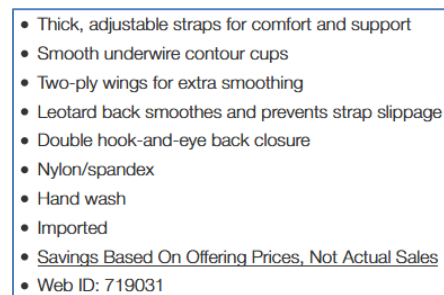 • Thick, adjustable straps for comfort and support
• Smooth underwire contour cups
• Two-ply wings for extra smoothing
• Leotard back smoothes and prevents strap slippage
• Double hook-and-eye back closure
• Nylon/spandex
• Hand wash
• Imported
• Savings Based On Offering Prices, Not Actual Sales
• Web ID: 719031